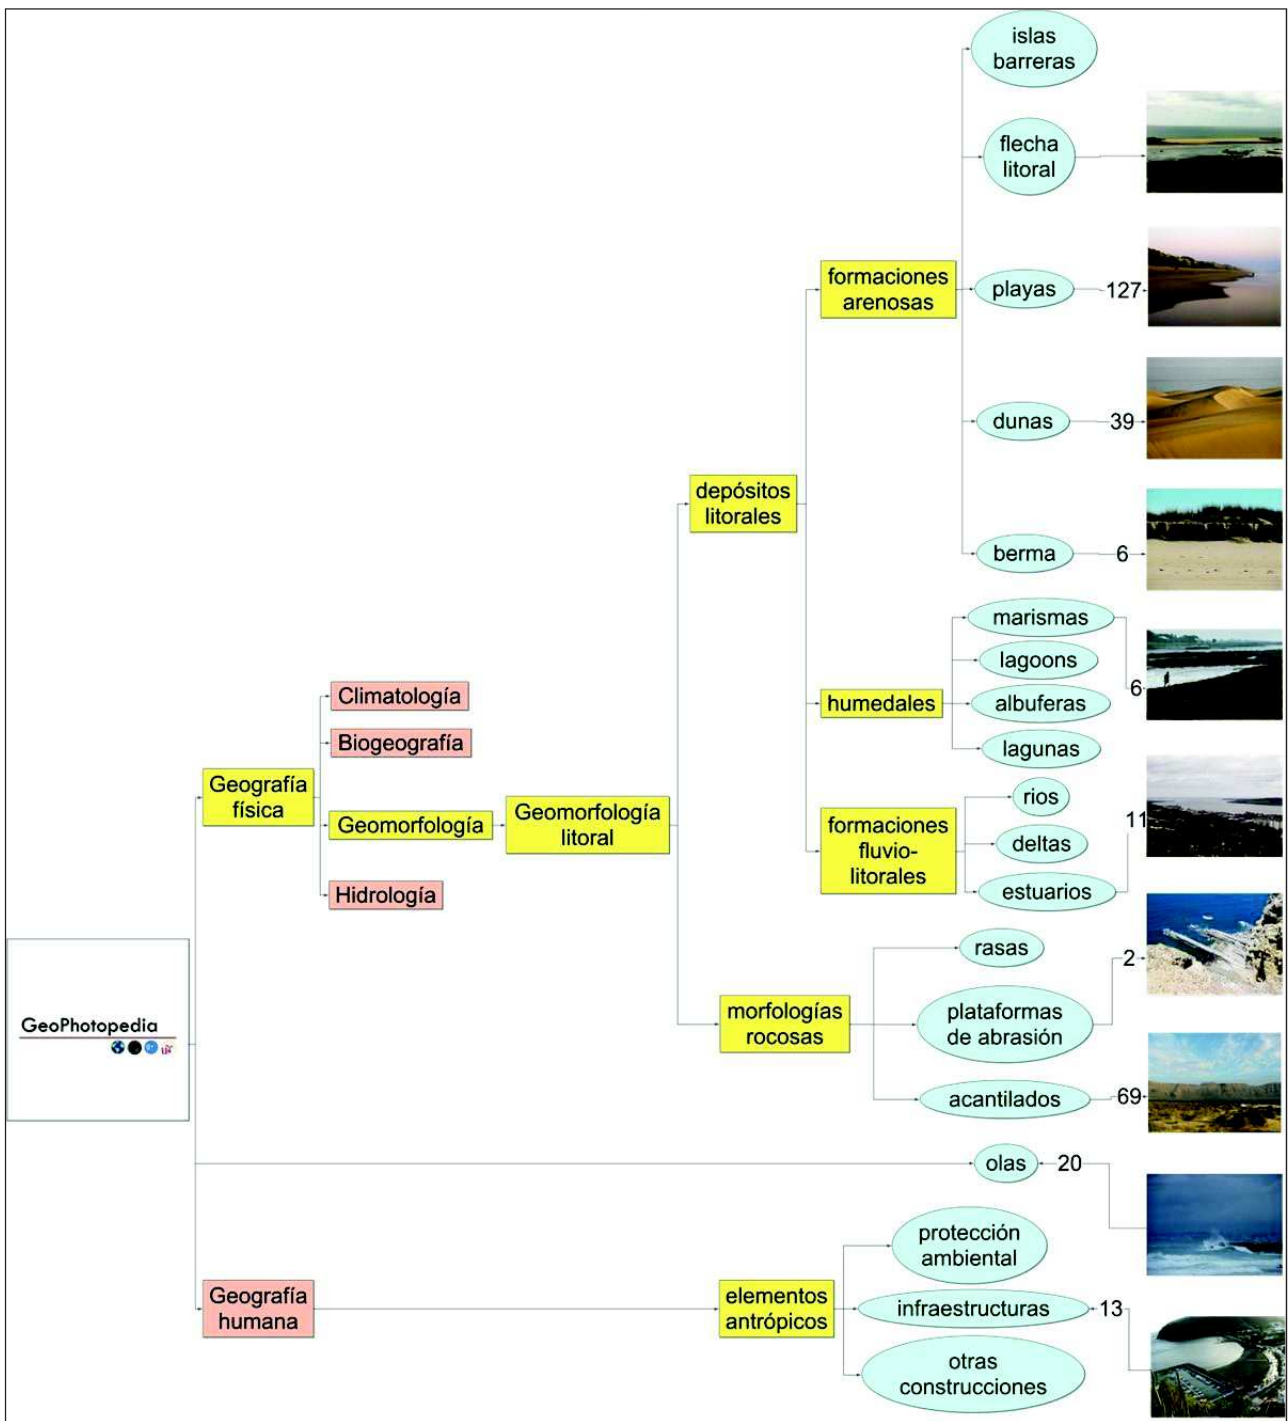 islas
barreras
flecha
litoral
formaciones
arenosas
playas
127
dunas
39
depósitos
litorales
berma
6
marismas
lagoons
6
humedales
albuferas
lagunas
Climatología
Biogeografía
Geografía
física
Geomorfología
Geomorfología
litoral
formaciones
fluvio-
litorales
rios
deltas
estuarios
11
Hidrología
rasas
morfologías
rocosas
plataformas
de abrasión
2
acantilados
69
GeoPhotopedia
olas
20
protección
ambiental
Geografía
humana
elementos
antrópicos
infraestructuras
13
otras
construcciones